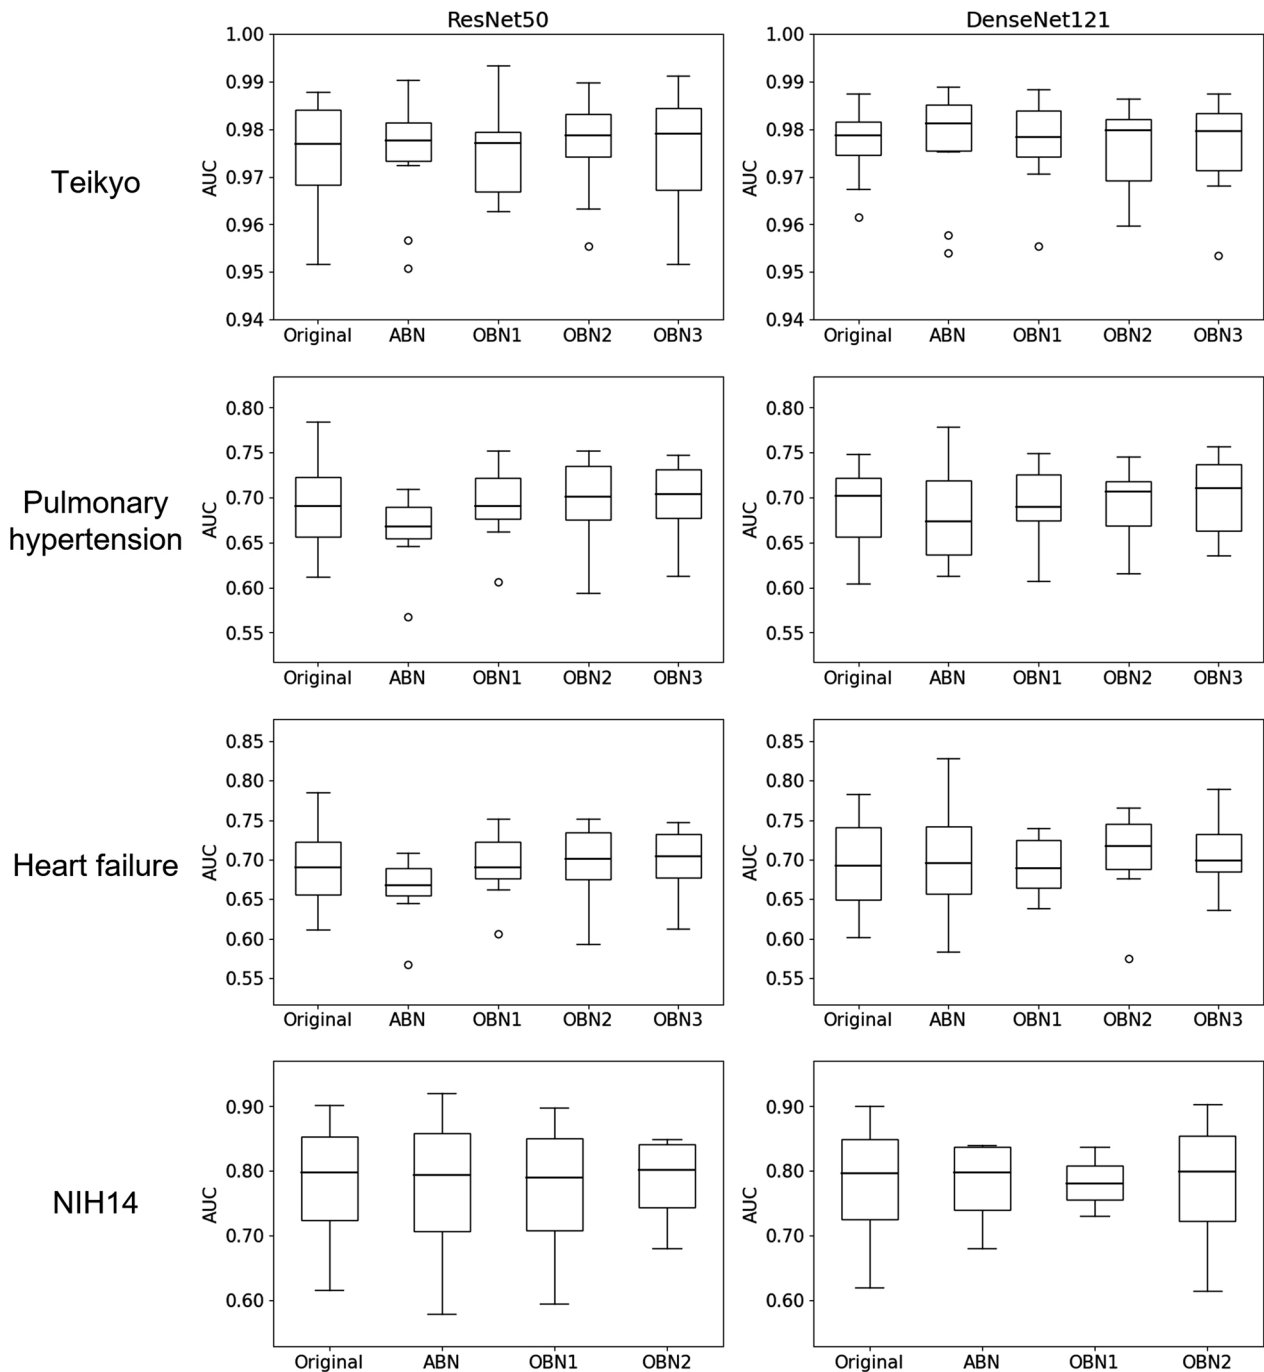 ResNet50
DenseNet121
Teikyo
AUC
1.00
0.99
0.98
0.97
0.96
0.95
0.94
Original ABN OBN1 OBN2 OBN3
AUC
1.00
0.99
0.98
0.97
0.96
0.95
0.94
Original ABN OBN1 OBN2 OBN3
Pulmonary
hypertension
AUC
0.80
0.75
0.70
0.65
0.60
0.55
Original ABN OBN1 OBN2 OBN3
AUC
0.80
0.75
0.70
0.65
0.60
0.55
Original ABN OBN1 OBN2 OBN3
Heart failure
AUC
0.85
0.80
0.75
0.70
0.65
0.60
0.55
Original ABN OBN1 OBN2 OBN3
AUC
0.85
0.80
0.75
0.70
0.65
0.60
0.55
Original ABN OBN1 OBN2 OBN3
NIH14
AUC
0.90
0.80
0.70
0.60
Original ABN OBN1 OBN2
AUC
0.90
0.80
0.70
0.60
Original ABN OBN1 OBN2